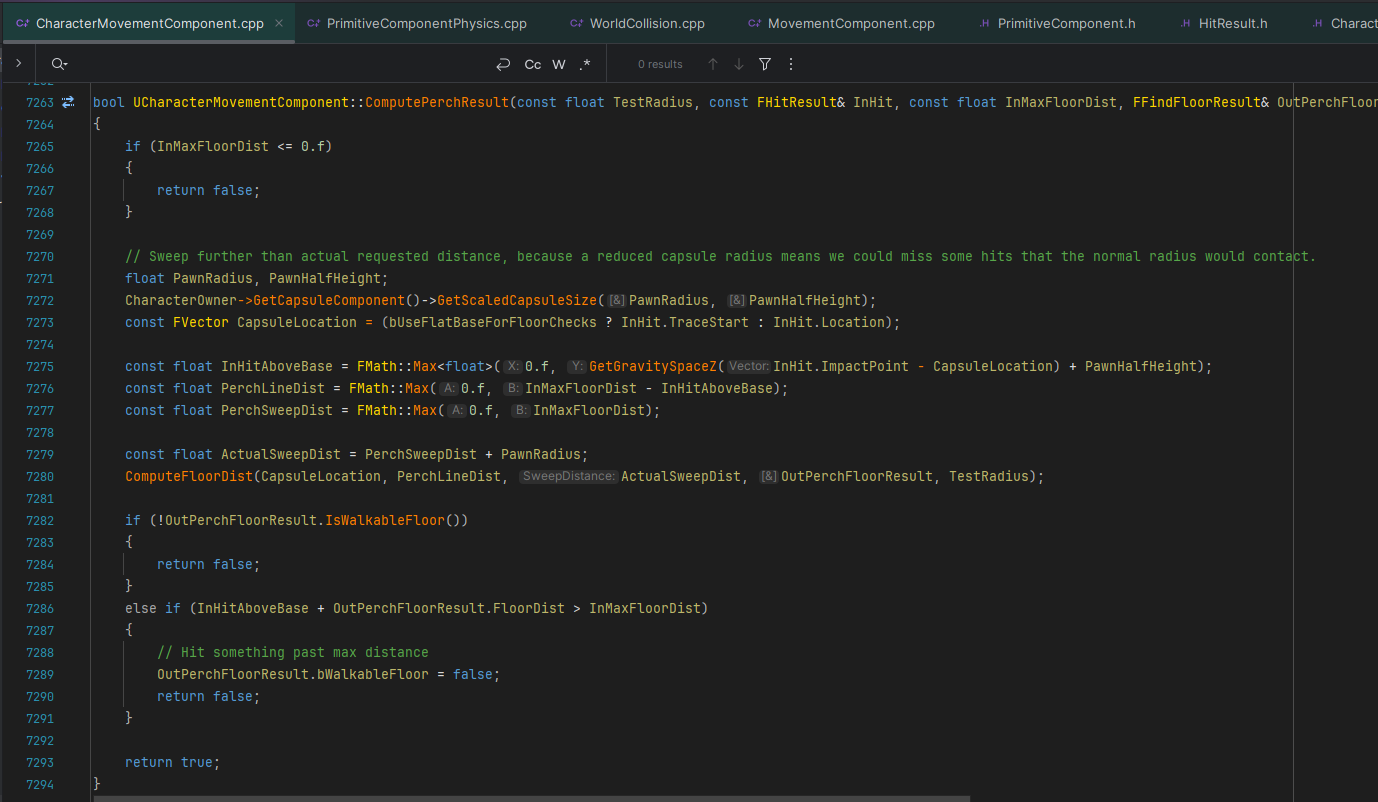 CharacterMovementComponent.cpp × PrimitiveComponentPhysics.cpp WorldCollision.cpp MovementComponent.cpp PrimitiveComponent.h HitResult.h Charact
Cc W .* 0 results
7263 bool UCharacterMovementComponent::ComputePerchResult(const float TestRadius, const FHitResult& InHit, const float InMaxFloorDist, FFindFloorResult& OutPerchFloor
7264 {
7265 if (InMaxFloorDist <= 0.f)
7266 {
7267 return false;
7268 }
7269
7270 // Sweep further than actual requested distance, because a reduced capsule radius means we could miss some hits that the normal radius would contact.
7271 float PawnRadius, PawnHalfHeight;
7272 CharacterOwner->GetCapsuleComponent()->GetScaledCapsuleSize([&]PawnRadius, [&]PawnHalfHeight);
7273 const FVector CapsuleLocation = (bUseFlatBaseForFloorChecks ? InHit.TraceStart : InHit.Location);
7274
7275 const float InHitAboveBase = FMath::Max<float>(X: 0.f, Y: GetGravitySpaceZ(Vector: InHit.ImpactPoint - CapsuleLocation) + PawnHalfHeight);
7276 const float PerchLineDist = FMath::Max(A: 0.f, B: InMaxFloorDist - InHitAboveBase);
7277 const float PerchSweepDist = FMath::Max(A: 0.f, B: InMaxFloorDist);
7278
7279 const float ActualSweepDist = PerchSweepDist + PawnRadius;
7280 ComputeFloorDist(CapsuleLocation, PerchLineDist, SweepDistance: ActualSweepDist, [&]OutPerchFloorResult, TestRadius);
7281
7282 if (!OutPerchFloorResult.IsWalkableFloor())
7283 {
7284 return false;
7285 }
7286 else if (InHitAboveBase + OutPerchFloorResult.FloorDist > InMaxFloorDist)
7287 {
7288 // Hit something past max distance
7289 OutPerchFloorResult.bWalkableFloor = false;
7290 return false;
7291 }
7292
7293 return true;
7294 }